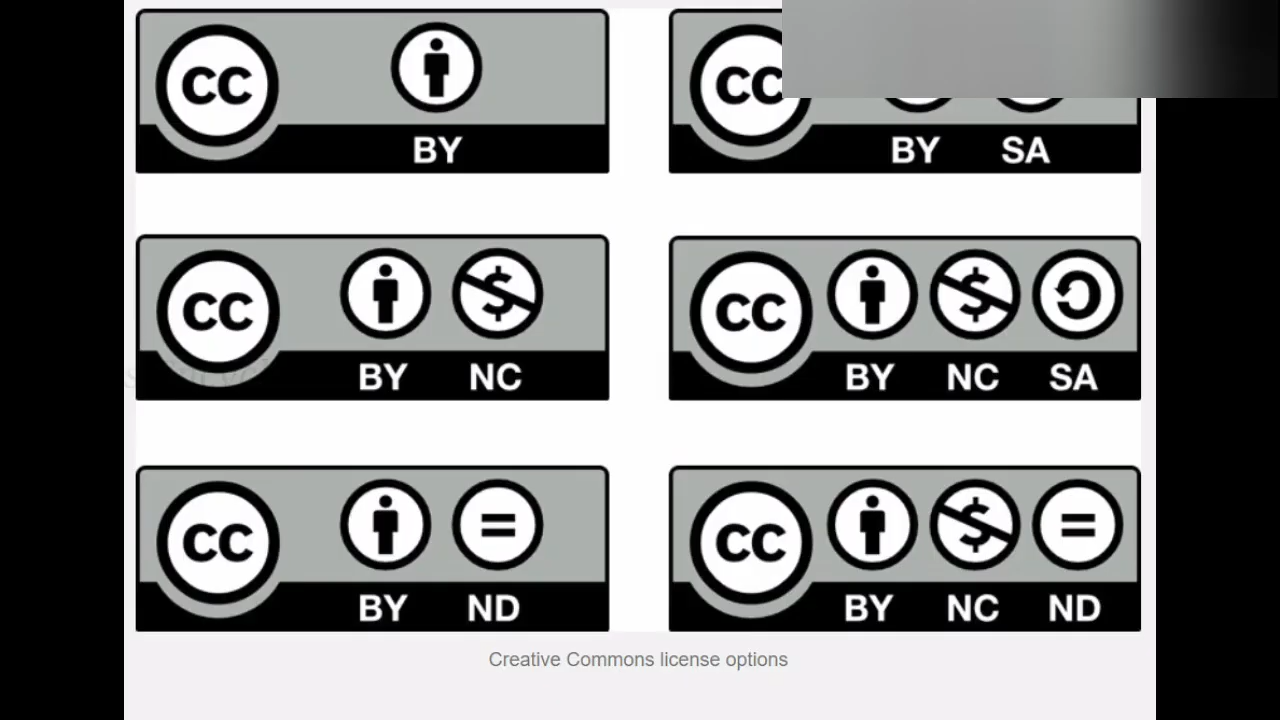 CC BY
CC BY SA
CC BY NC
CC BY NC SA
CC BY ND
CC BY NC ND
Creative Commons license options